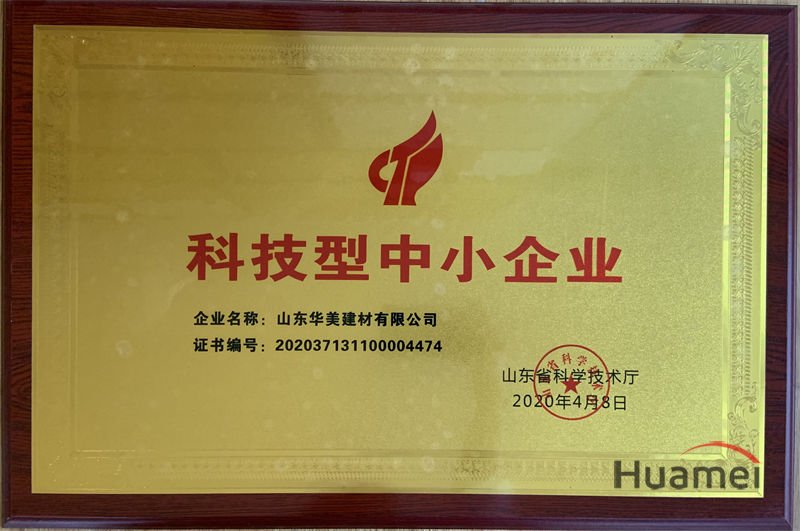 科技型中小企业
企业名称：山东华美建材有限公司
证书编号：202037131100004474
山东省科学技术厅
2020年4月8日
Huamei